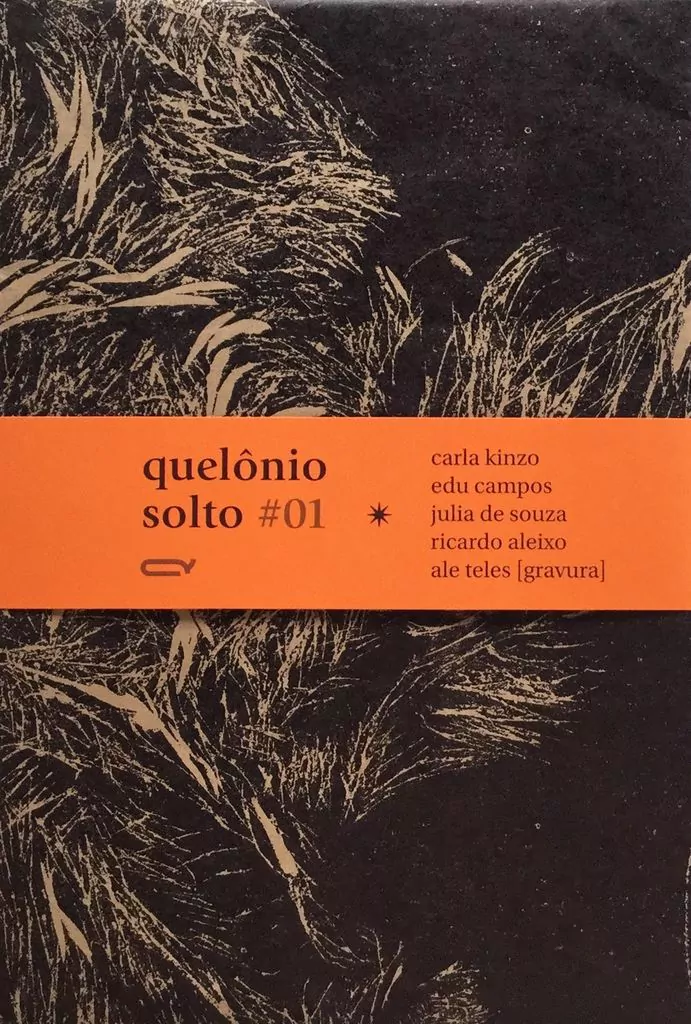 quelônio
solto #01
carla kinzo
edu campos
julia de souza
ricardo aleixo
ale teles [gravura]